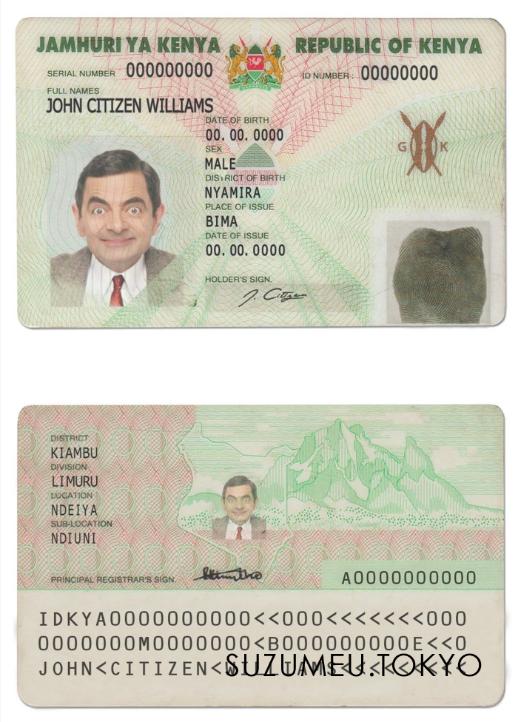 JAMHURI YA KENYA REPUBLIC OF KENYA
SERIAL NUMBER 000000000 ID NUMBER: 00000000
FULL NAMES
JOHN CITIZEN WILLIAMS
DATE OF BIRTH
00. 00. 0000
SEX
MALE
DISTRICT OF BIRTH
NYAMIRA
PLACE OF ISSUE
BIMA
DATE OF ISSUE
00. 00. 0000
HOLDER'S SIGN.
J. Citizen
G K
DISTRICT
KIAMBU
DIVISION
LIMURU
LOCATION
NDEIYA
SUB-LOCATION
NDIUNI
PRINCIPAL REGISTRAR'S SIGN. A0000000000
IDKYA0000000000<<000<<<<<<<000
0000000M0000000<B000000000E<<0
JOHN<CITIZEN<WILLIAMS<<<<<<<<<
SUZUMEU.TOKYO